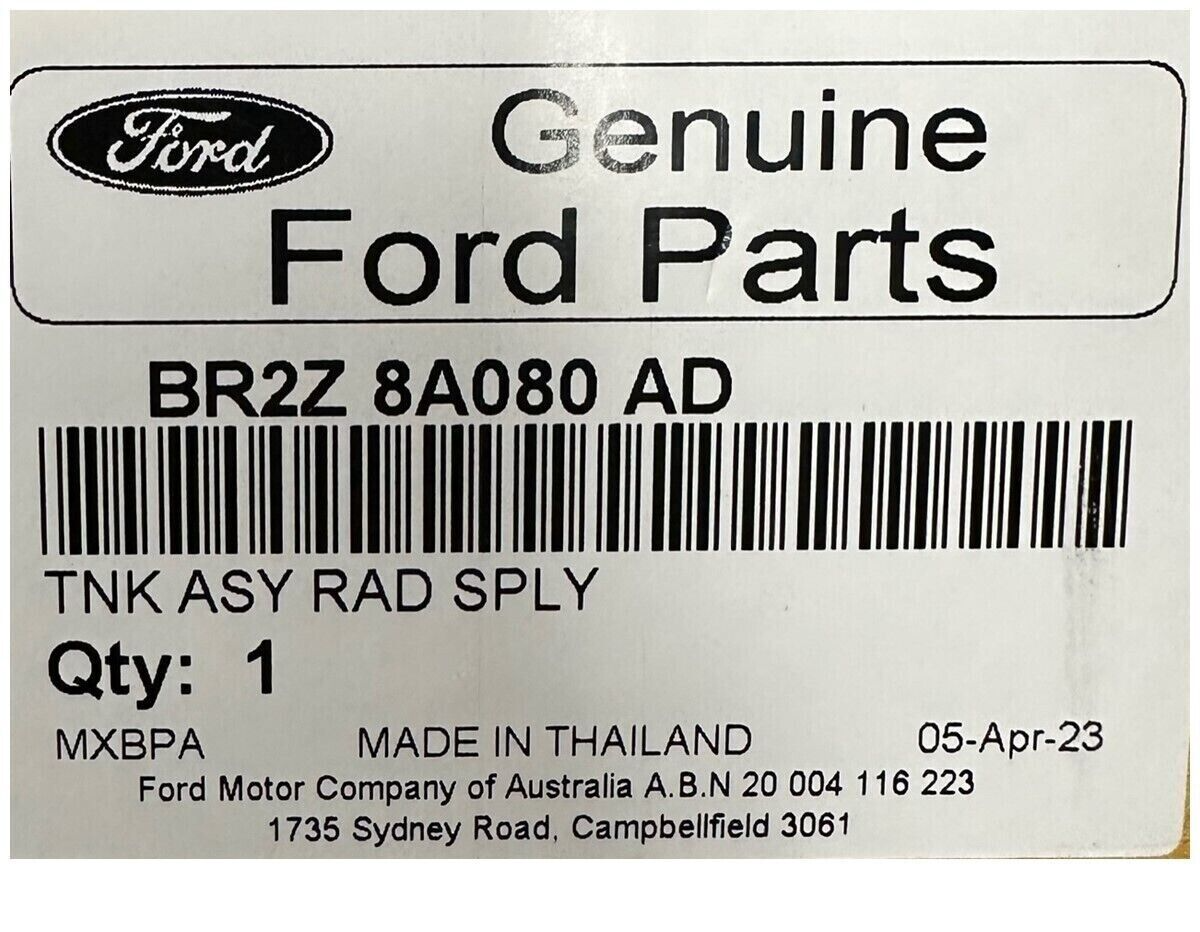 Ford Genuine
Ford Parts
BR2Z 8A080 AD
TNK ASY RAD SPLY
Qty: 1
MXBPA MADE IN THAILAND 05-Apr-23
Ford Motor Company of Australia A.B.N 20 004 116 223
1735 Sydney Road, Campbellfield 3061